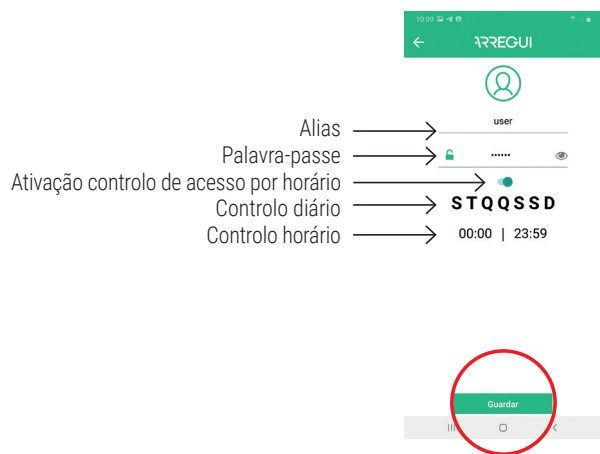 10:09
ARREGUI
user
Alias
Palavra-passe
••••••
Ativação controlo de acesso por horário
Controlo diário
S T Q Q S S D
Controlo horário
00:00 | 23:59
Guardar